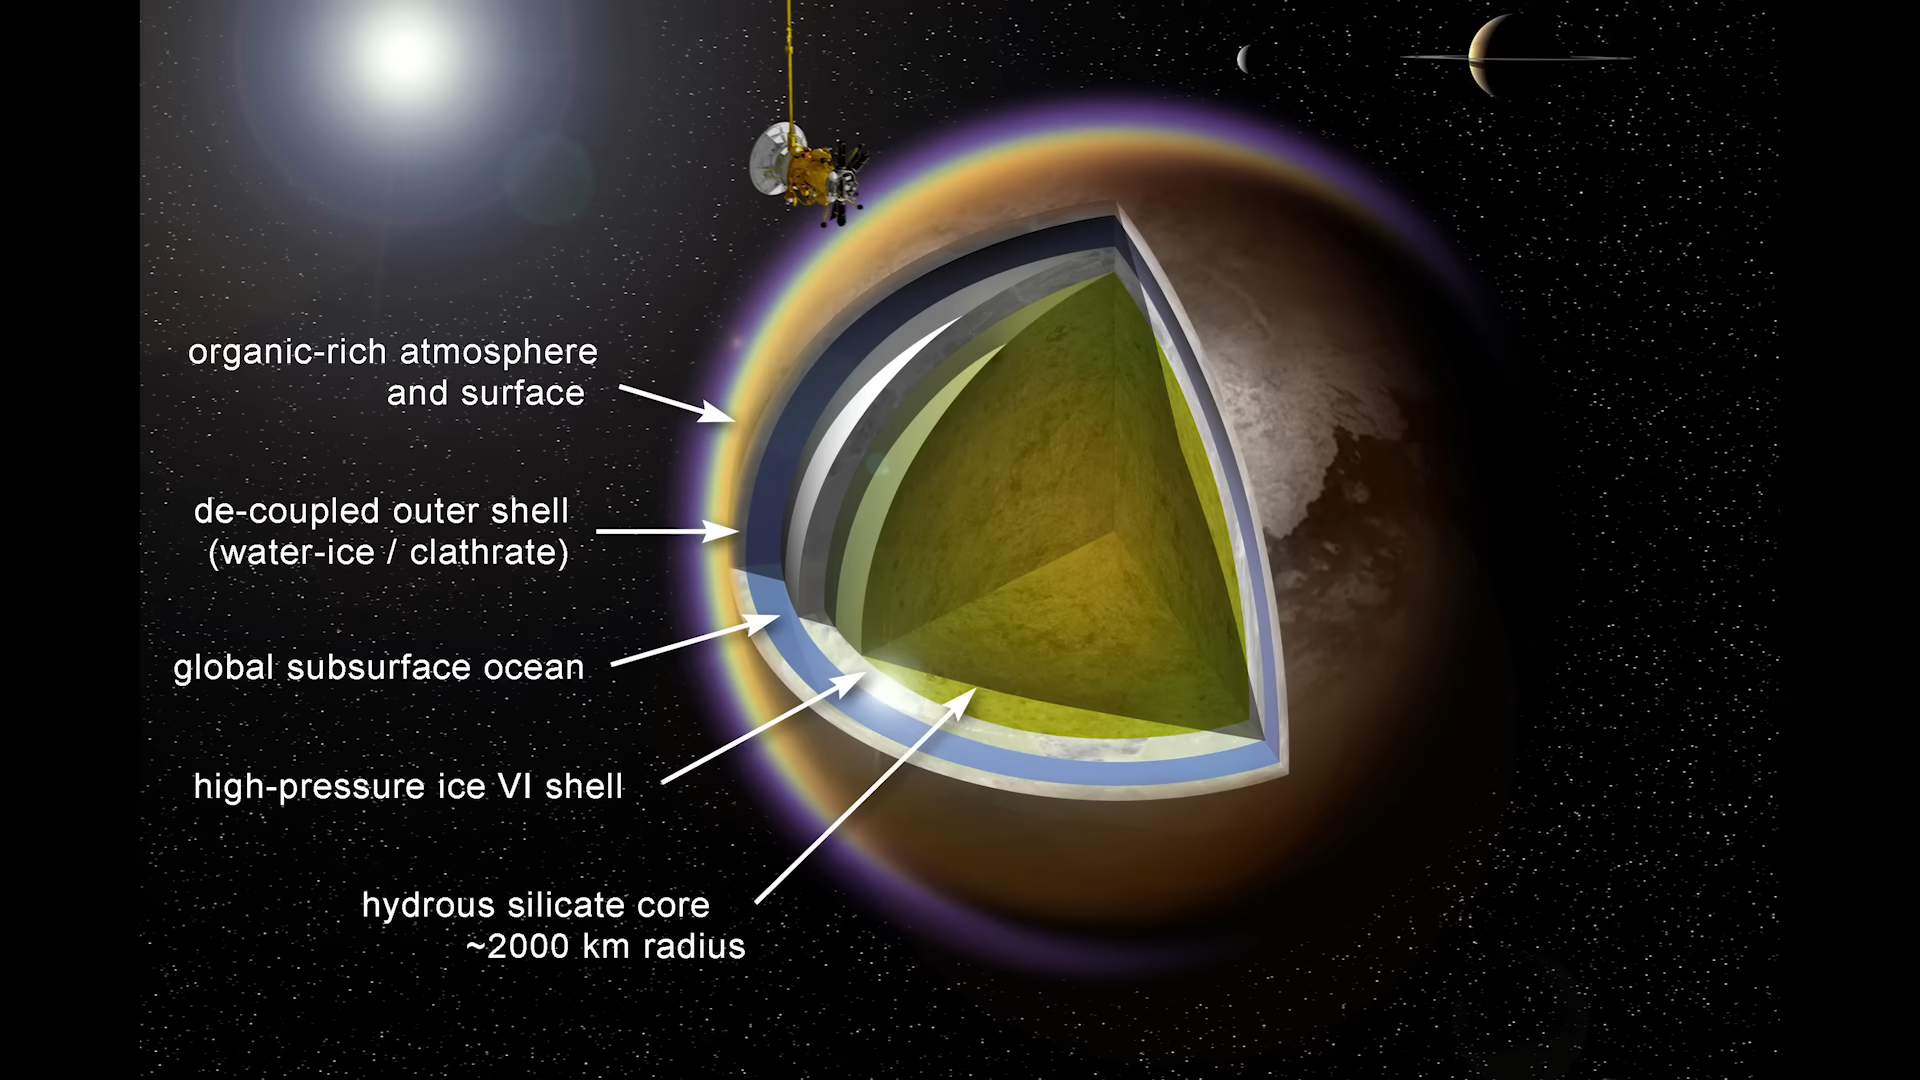 organic-rich atmosphere
and surface
de-coupled outer shell
(water-ice / clathrate)
global subsurface ocean
high-pressure ice VI shell
hydrous silicate core
~2000 km radius